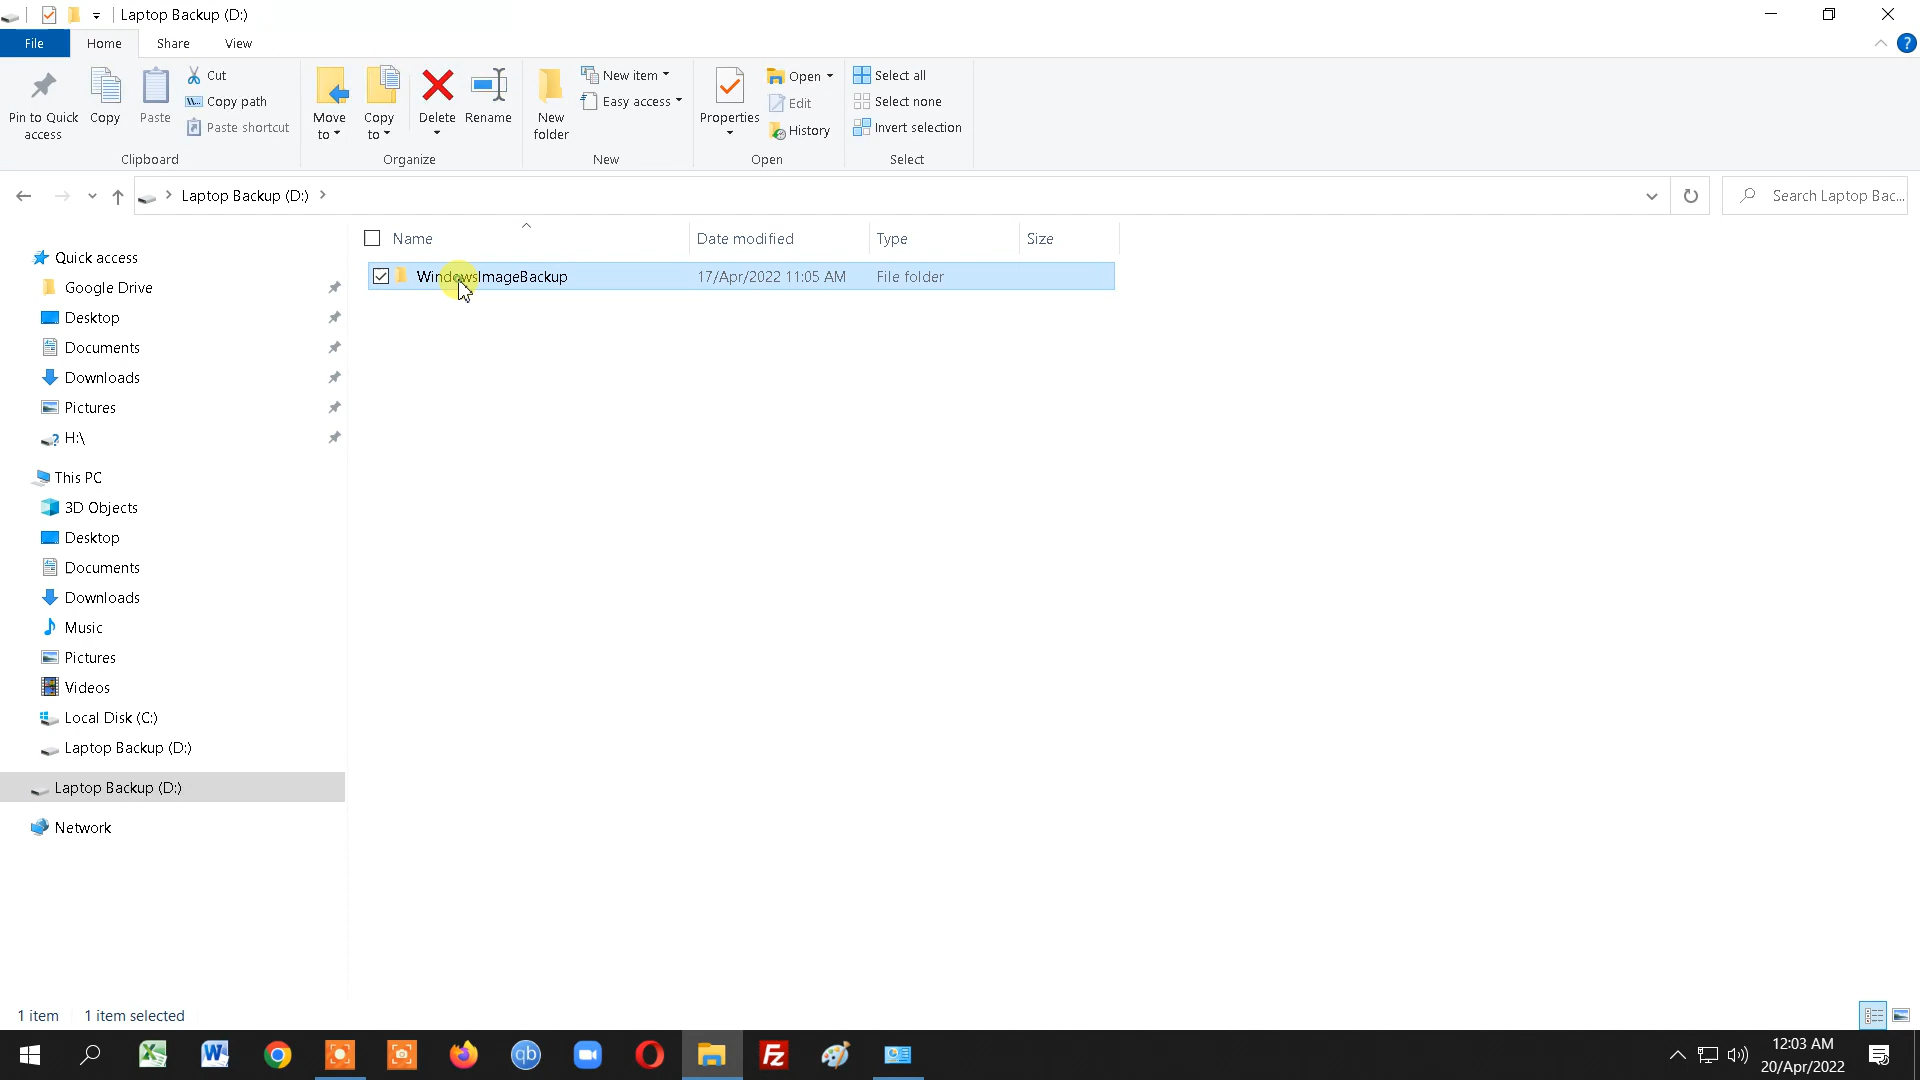 Laptop Backup (D:)
File Home Share View
Pin to Quick access
Copy
Paste
Cut
Copy path
Paste shortcut
Clipboard
Move to
Copy to
Delete
Rename
Organize
New folder
New item
Easy access
New
Properties
Open
Edit
History
Open
Select all
Select none
Invert selection
Select
Laptop Backup (D:)
Search Laptop Bac...
Name Date modified Type Size
WindowsImageBackup 17/Apr/2022 11:05 AM File folder
Quick access
Google Drive
Desktop
Documents
Downloads
Pictures
H:\
This PC
3D Objects
Desktop
Documents
Downloads
Music
Pictures
Videos
Local Disk (C:)
Laptop Backup (D:)
Laptop Backup (D:)
Network
1 item 1 item selected
qb
Fz
12:03 AM
20/Apr/2022